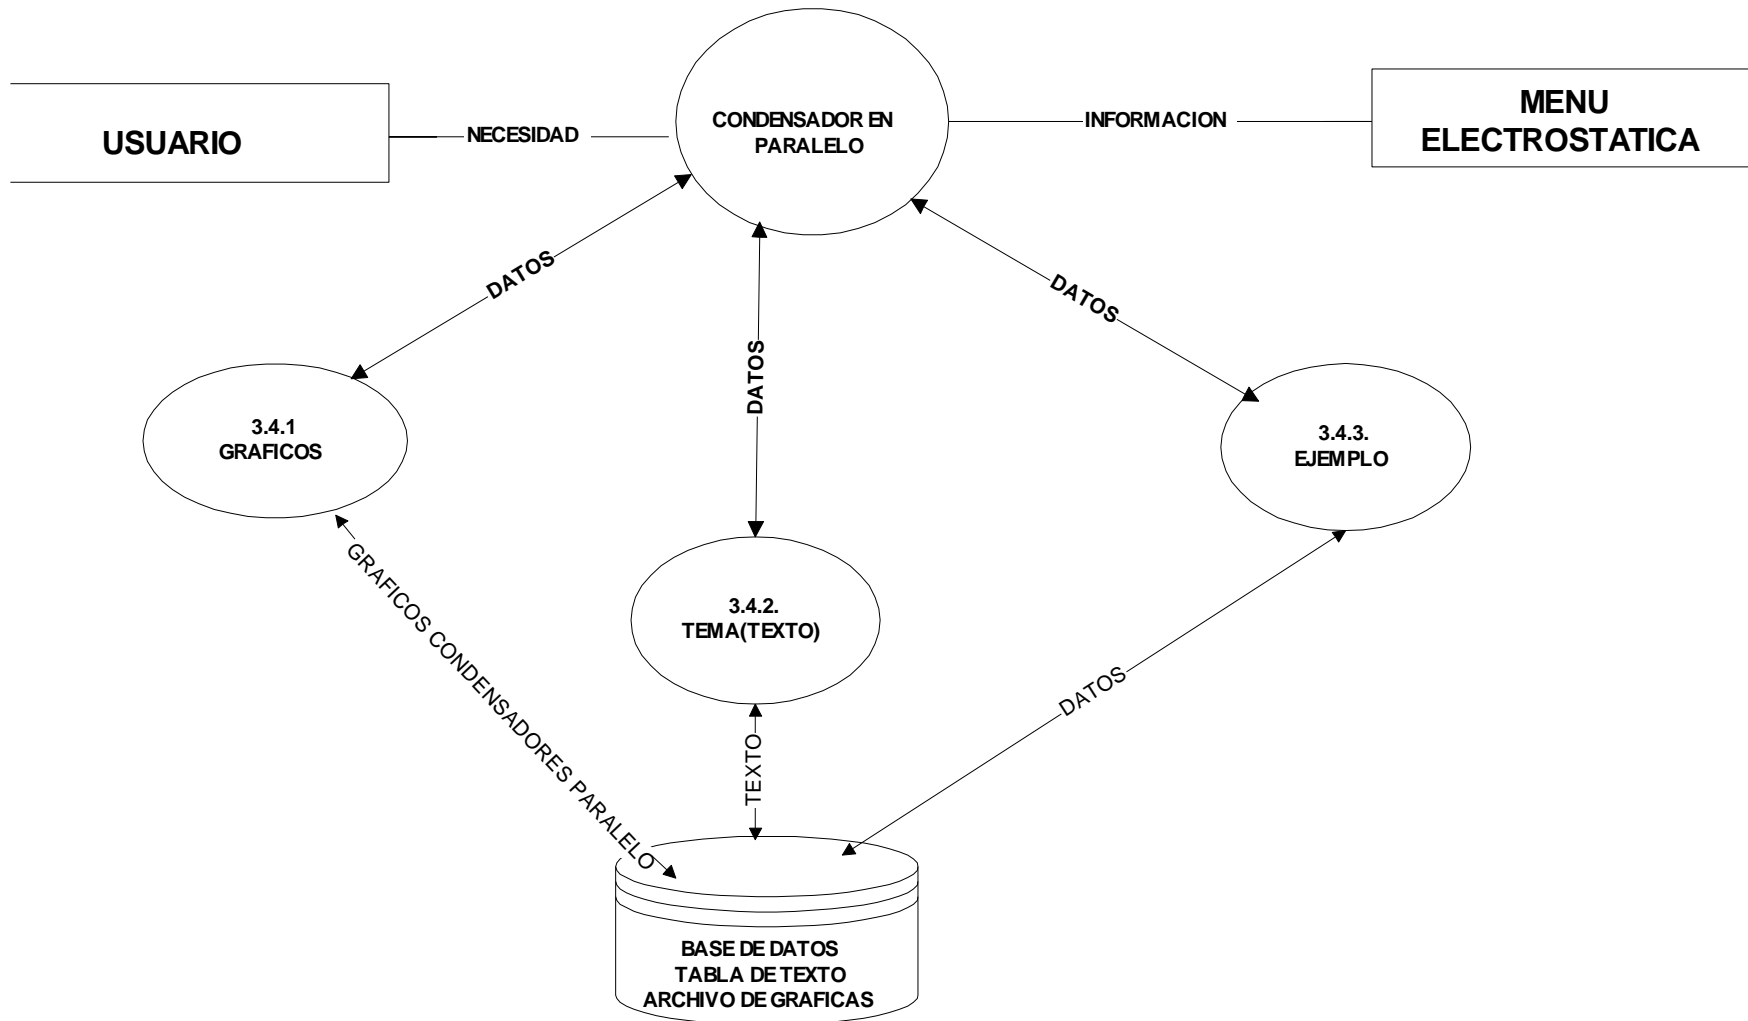 USUARIO
NECESIDAD
CONDENSADOR EN
PARALELO
INFORMACION
MENU
ELECTROSTATICA
DATOS
DATOS
DATOS
3.4.1
GRAFICOS
3.4.2.
TEMA(TEXTO)
3.4.3.
EJEMPLO
GRAFICOS CONDENSADORES PARALELO
TEXTO
DATOS
BASE DE DATOS
TABLA DE TEXTO
ARCHIVO DE GRAFICAS